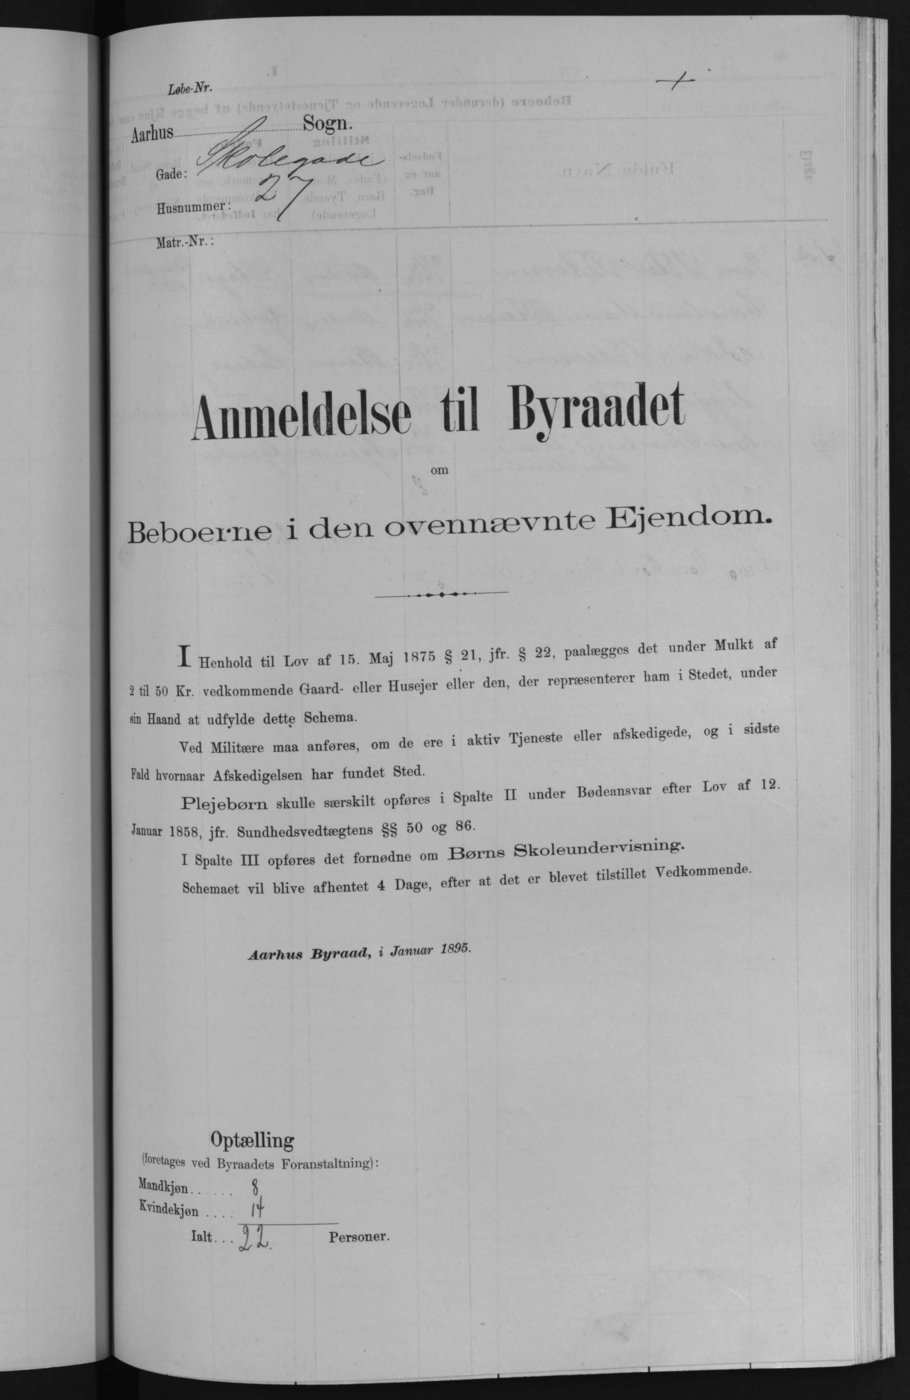 Løbe-Nr.
+
Aarhus Sogn.
Gade: Skolegade
Husnummer: 27
Matr.-Nr.:
Anmeldelse til Byraadet
om
Beboerne i den ovennævnte Ejendom.
I Henhold til Lov af 15. Maj 1875 § 21, jfr. § 22, paalægges det under Mulkt af
2 til 50 Kr. vedkommende Gaard- eller Husejer eller den, der repræsenterer ham i Stedet, under
sin Haand at udfylde dette Schema.
Ved Militære maa anføres, om de ere i aktiv Tjeneste eller afskedigede, og i sidste
Fald hvornaar Afskedigelsen har fundet Sted.
Plejebørn skulle særskilt opføres i Spalte II under Bødeansvar efter Lov af 12.
Januar 1858, jfr. Sundhedsvedtægtens §§ 50 og 86.
I Spalte III opføres det fornødne om Børns Skoleundervisning.
Schemaet vil blive afhentet 4 Dage, efter at det er blevet tilstillet Vedkommende.
Aarhus Byraad, i Januar 1895.
Optælling
(foretages ved Byraadets Foranstaltning):
Mandkjøn...... 8
Kvindekjøn .... 14
Ialt... 22. Personer.